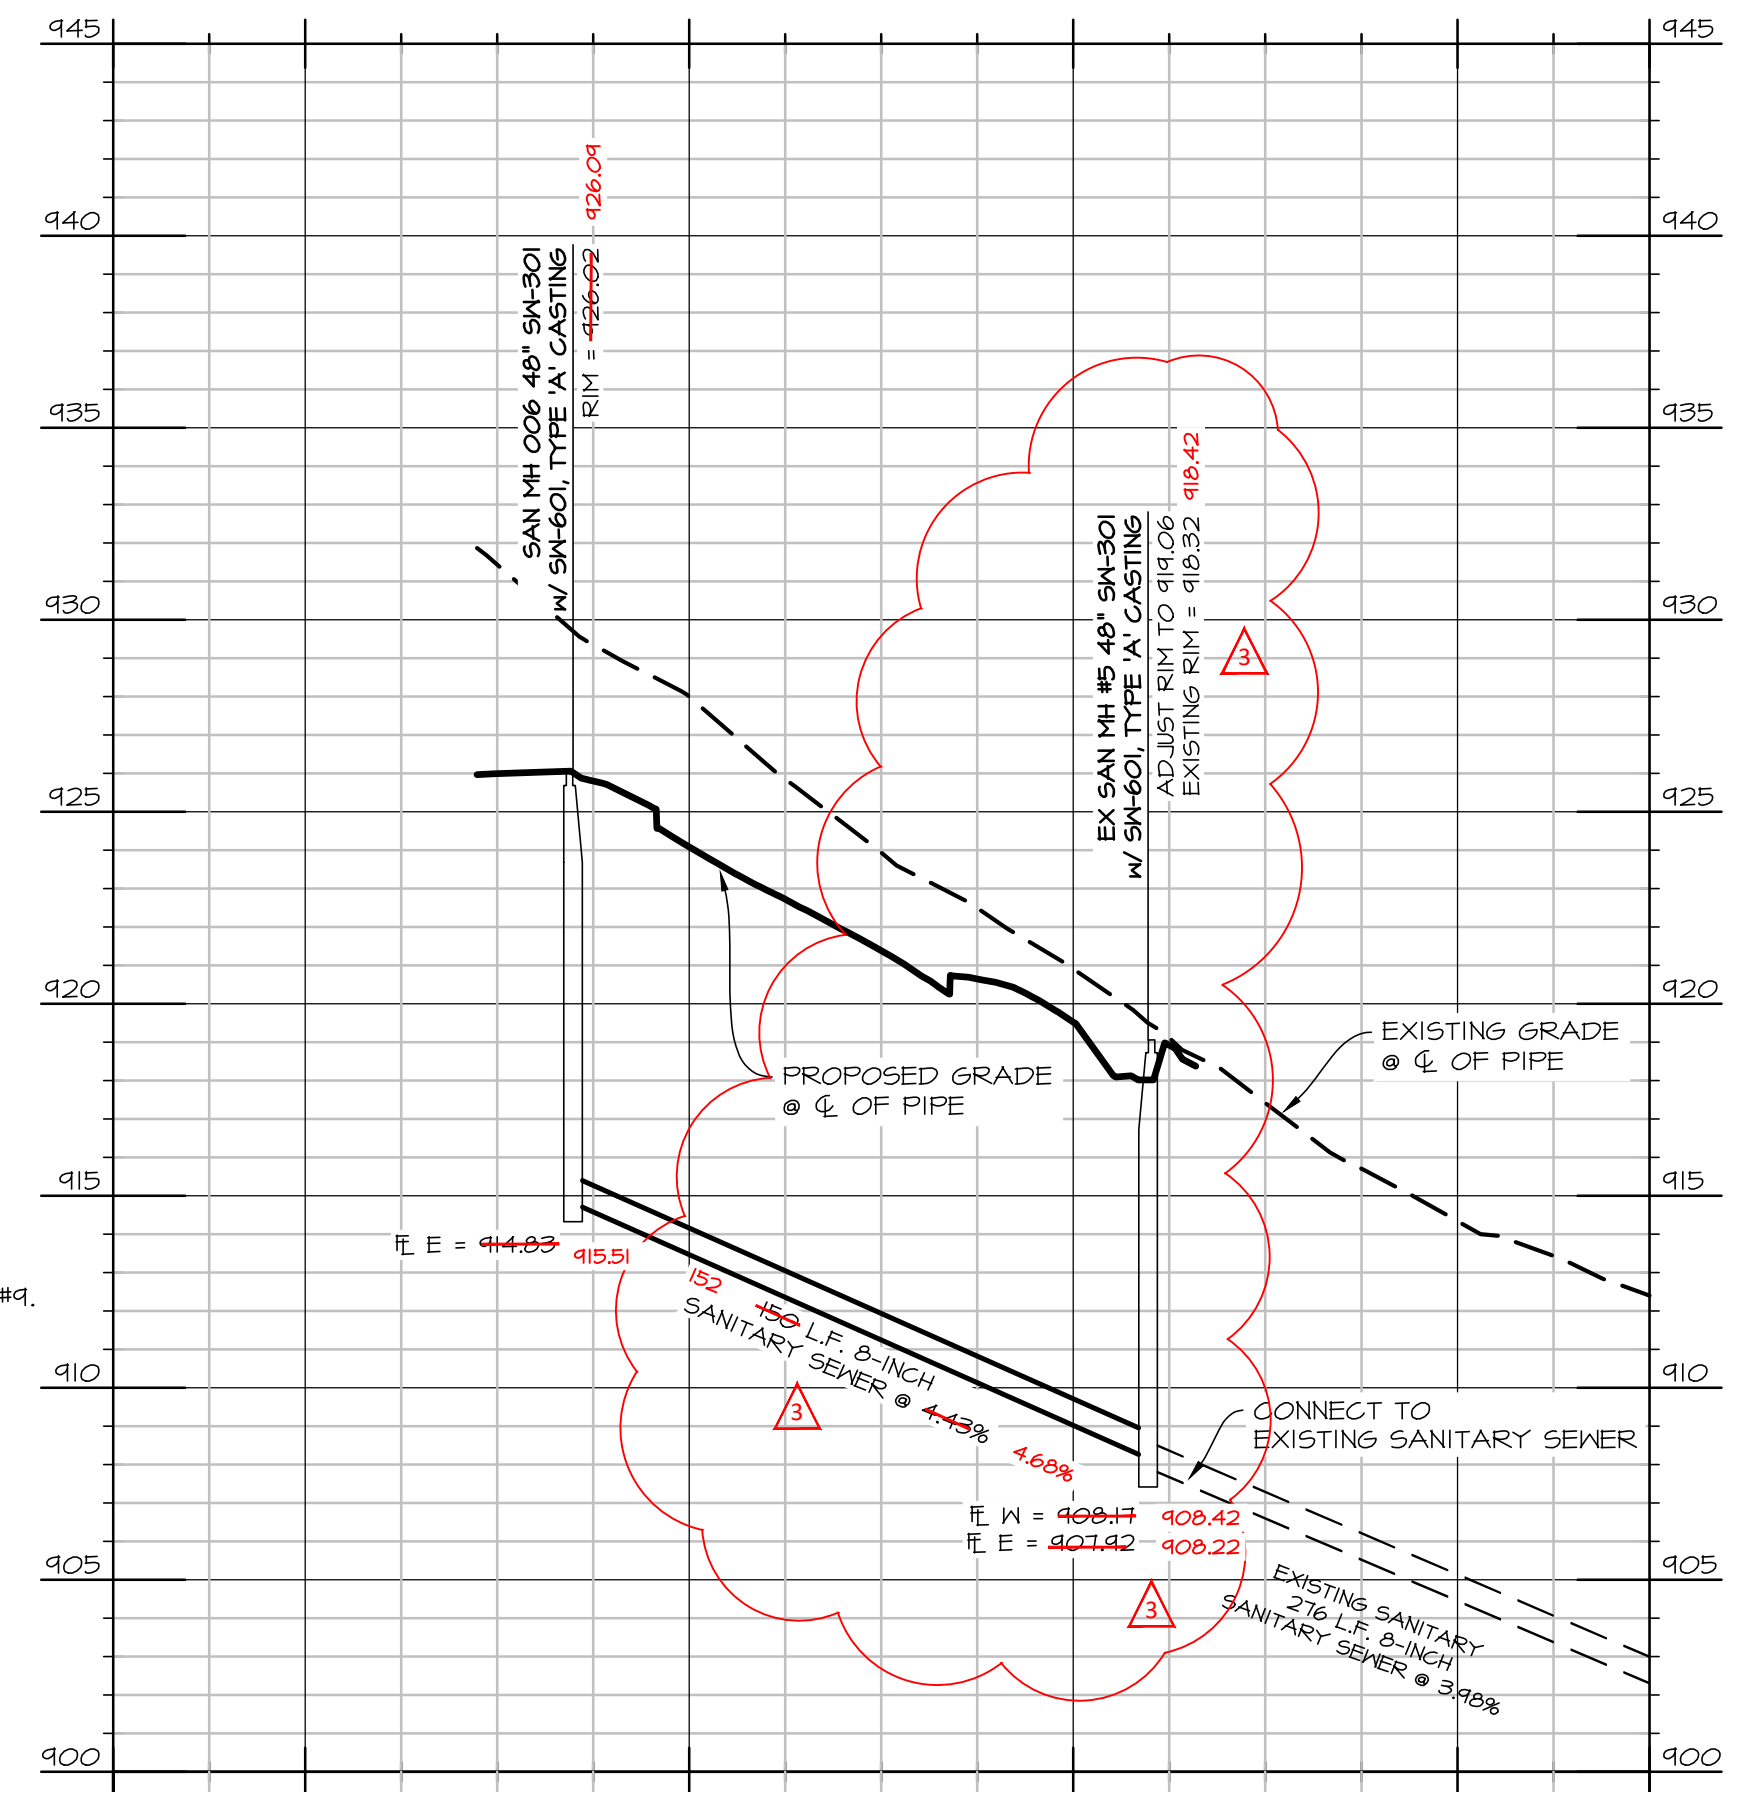 945
945
940
940
935
935
930
930
925
925
920
920
915
915
910
910
905
905
900
900
926.09
SAN MH 006 48" SW-301
W/ SW-601, TYPE 'A' CASTING
RIM = 926.02
918.42
EX SAN MH #5 48" SW-301
W/ SW-601, TYPE 'A' CASTING
ADJUST RIM TO 919.06
EXISTING RIM = 918.32
3
EXISTING GRADE
@ ℄ OF PIPE
PROPOSED GRADE
@ ℄ OF PIPE
FL E = 914.83
915.51
#9.
152
150 L.F. 8-INCH
SANITARY SEWER @ 4.43%
4.68%
3
CONNECT TO
EXISTING SANITARY SEWER
FL W = 908.17 908.42
FL E = 907.92 908.22
3
EXISTING SANITARY
276 L.F. 8-INCH
SANITARY SEWER @ 3.98%